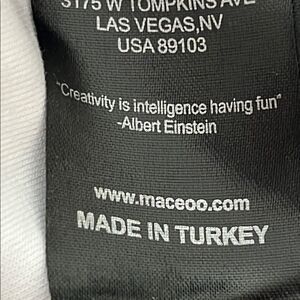 3175 W TOMPKINS AVE
LAS VEGAS,NV
USA 89103
"Creativity is intelligence having fun"
-Albert Einstein
www.maceoo.com
MADE IN TURKEY